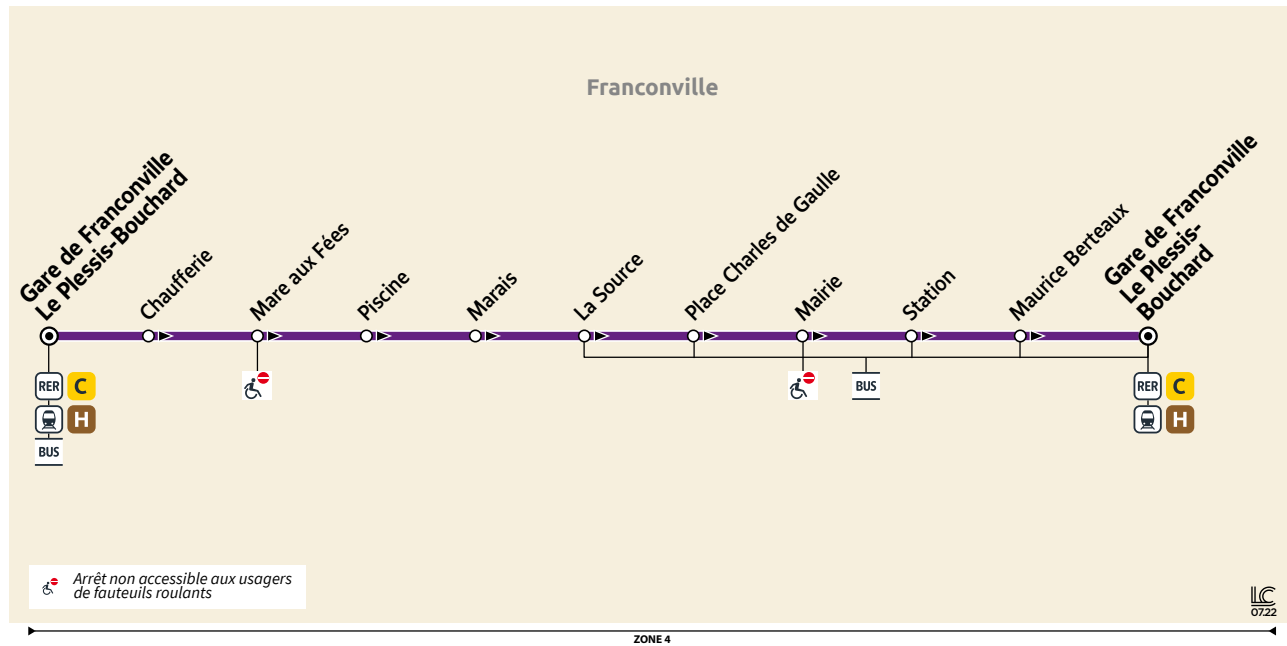 Franconville
Gare de Franconville
Le Plessis-Bouchard
Chaufferie
Mare aux Fées
Piscine
Marais
La Source
Place Charles de Gaulle
Mairie
Station
Maurice Berteaux
Gare de Franconville
Le Plessis-
Bouchard
RER C
H
BUS
BUS
RER C
H
Arrêt non accessible aux usagers
de fauteuils roulants
LC
07.22
ZONE 4